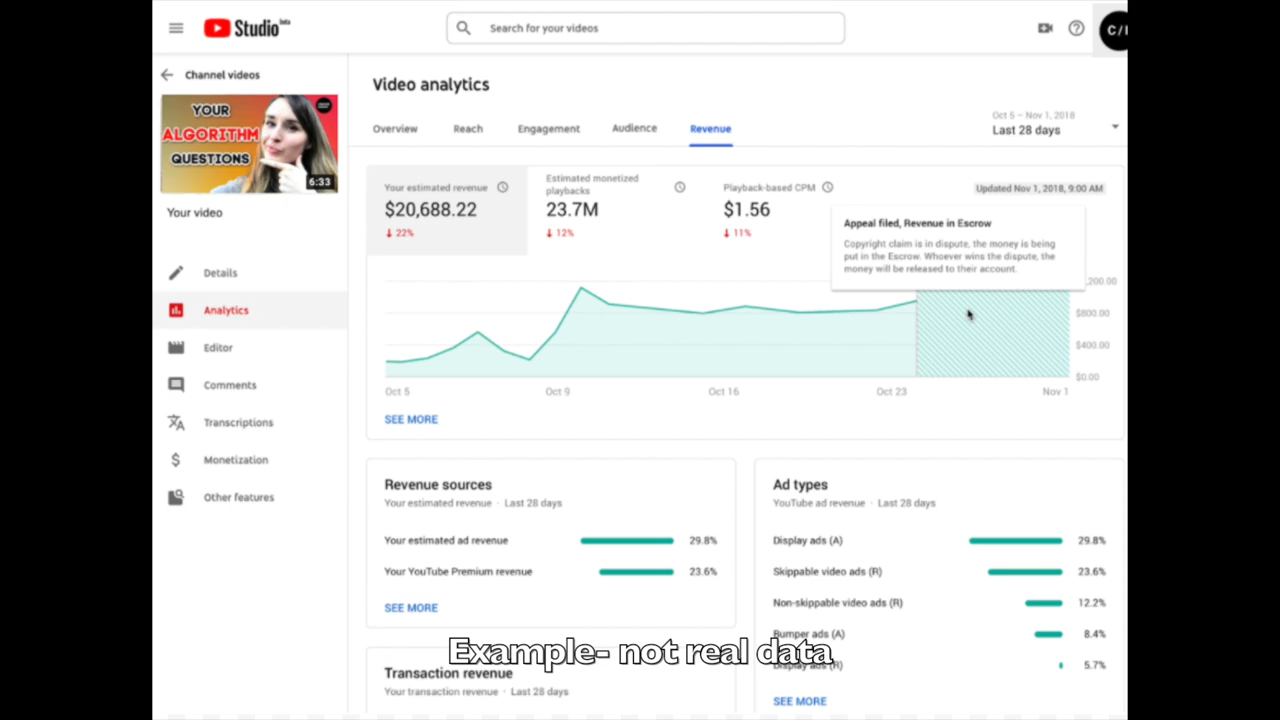 Studio beta
Search for your videos
C / I
Channel videos
YOUR
ALGORITHM
QUESTIONS
6:33
Your video
Details
Analytics
Editor
Comments
Transcriptions
Monetization
Other features
Video analytics
Overview Reach Engagement Audience Revenue
Oct 5 – Nov 1, 2018
Last 28 days
Your estimated revenue
$20,688.22
↓ 22%
Estimated monetized
playbacks
23.7M
↓ 12%
Playback-based CPM
$1.56
↓ 11%
Updated Nov 1, 2018, 9:00 AM
Appeal filed, Revenue in Escrow
Copyright claim is in dispute, the money is being
put in the Escrow. Whoever wins the dispute, the
money will be released to their account.
,200.00
$800.00
$400.00
$0.00
Oct 5 Oct 9 Oct 16 Oct 23 Nov 1
SEE MORE
Revenue sources
Your estimated revenue · Last 28 days
Your estimated ad revenue 29.8%
Your YouTube Premium revenue 23.6%
SEE MORE
Ad types
YouTube ad revenue · Last 28 days
Display ads (A) 29.8%
Skippable video ads (R) 23.6%
Non-skippable video ads (R) 12.2%
Bumper ads (A) 8.4%
Display ads (R) 5.7%
SEE MORE
Transaction revenue
Your transaction revenue · Last 28 days
Example- not real data